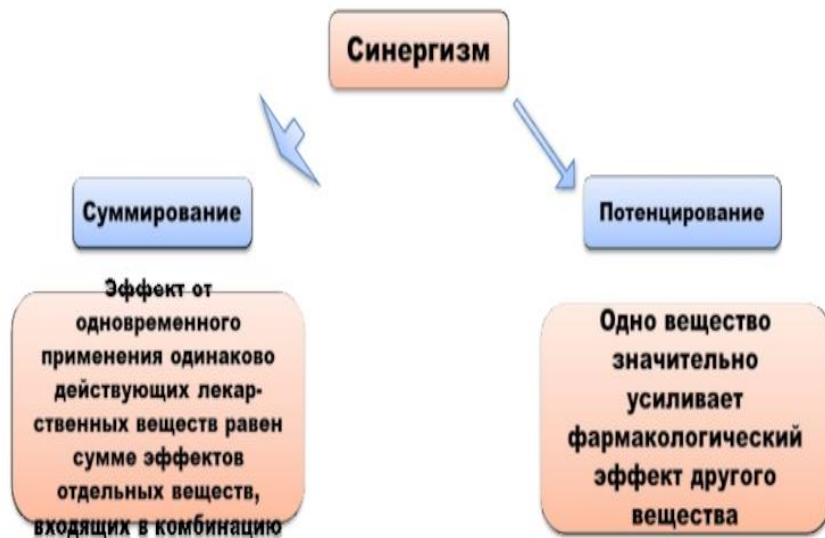 Синергизм
Суммирование
Эффект от
одновременного
применения одинаково
действующих лекар-
ственных веществ равен
сумме эффектов
отдельных веществ,
входящих в комбинацию
Потенцирование
Одно вещество
значительно
усиливает
фармакологический
эффект другого
вещества